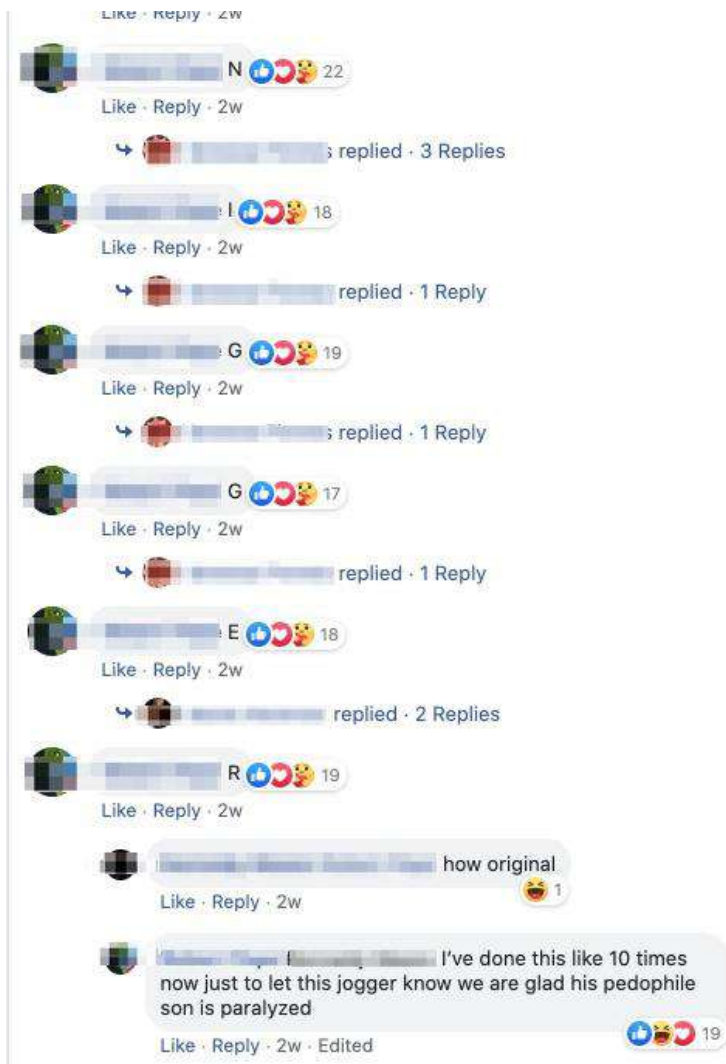 Like · Reply · 2w
N 22
Like · Reply · 2w
replied · 3 Replies
I 18
Like · Reply · 2w
replied · 1 Reply
G 19
Like · Reply · 2w
replied · 1 Reply
G 17
Like · Reply · 2w
replied · 1 Reply
E 18
Like · Reply · 2w
replied · 2 Replies
R 19
Like · Reply · 2w
how original
1
Like · Reply · 2w
I've done this like 10 times
now just to let this jogger know we are glad his pedophile
son is paralyzed
19
Like · Reply · 2w · Edited